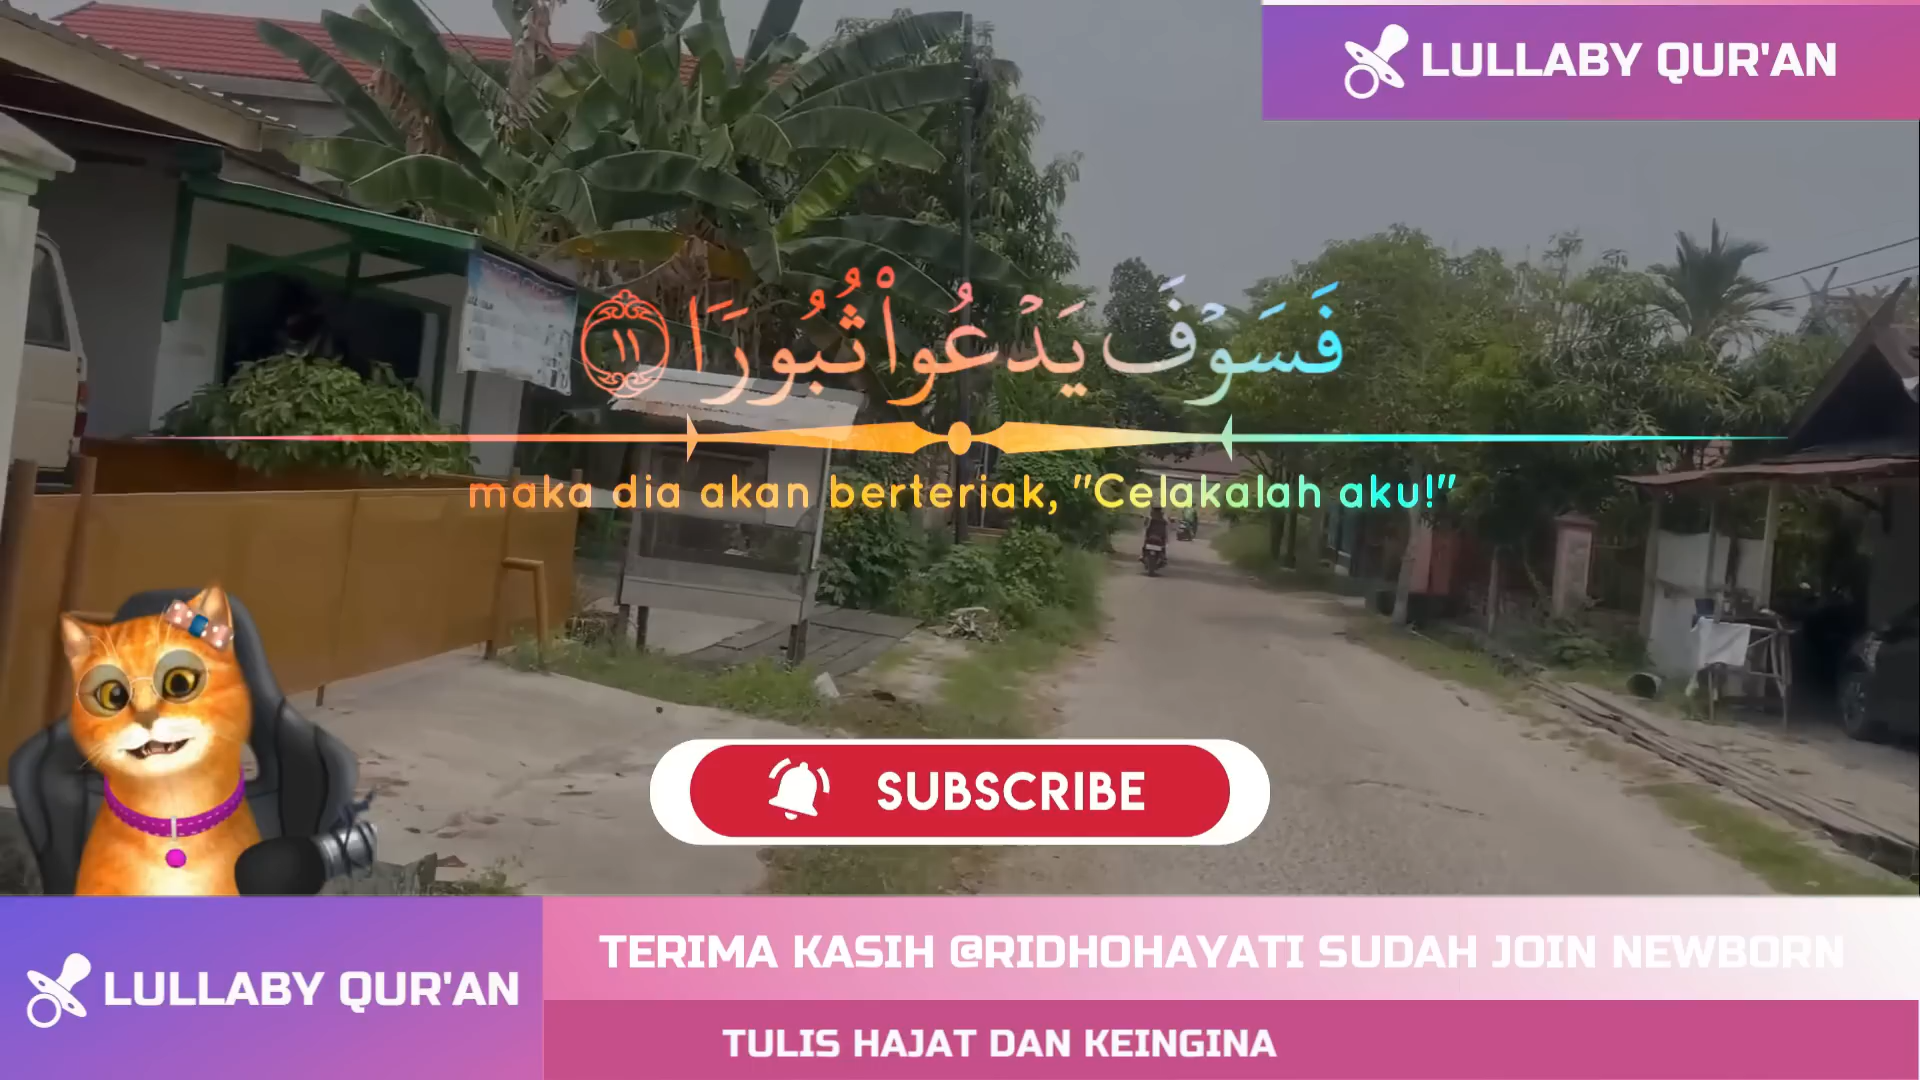 LULLABY QUR'AN
فَسَوْفَ يَدْعُوا۟ ثُبُورًا ١١
maka dia akan berteriak, "Celakalah aku!"
SUBSCRIBE
LULLABY QUR'AN
TERIMA KASIH @RIDHOHAYATI SUDAH JOIN NEWBORN
TULIS HAJAT DAN KEINGINA